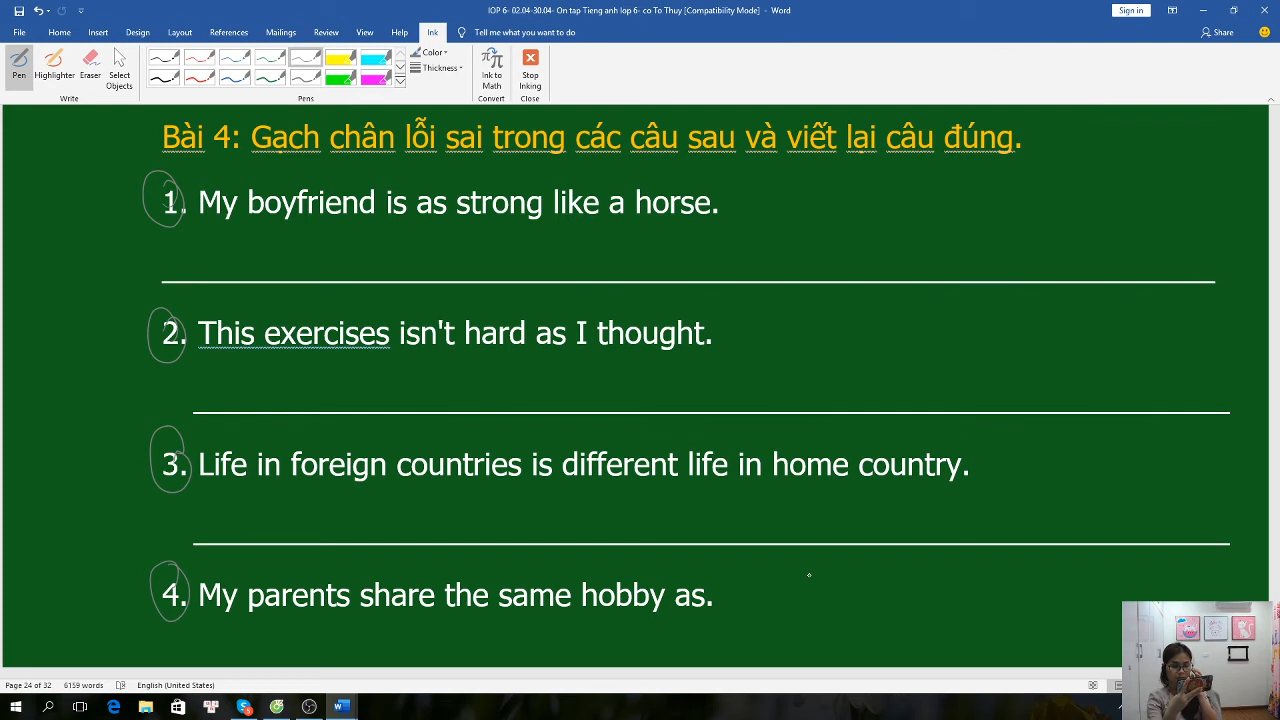 IOP 6- 02.04-30.04- On tap Tieng anh lop 6- co To Thuy [Compatibility Mode] - Word
Sign in
File Home Insert Design Layout References Mailings Review View Help Ink Tell me what you want to do Share
Pen Highlighter Eraser Select Objects Color Thickness Ink to Math Stop Inking
Write Pens Convert Close
Bài 4: Gạch chân lỗi sai trong các câu sau và viết lại câu đúng.
1. My boyfriend is as strong like a horse.
2. This exercises isn't hard as I thought.
3. Life in foreign countries is different life in home country.
4. My parents share the same hobby as.
Page 24 of 32 6159 words English (United States)